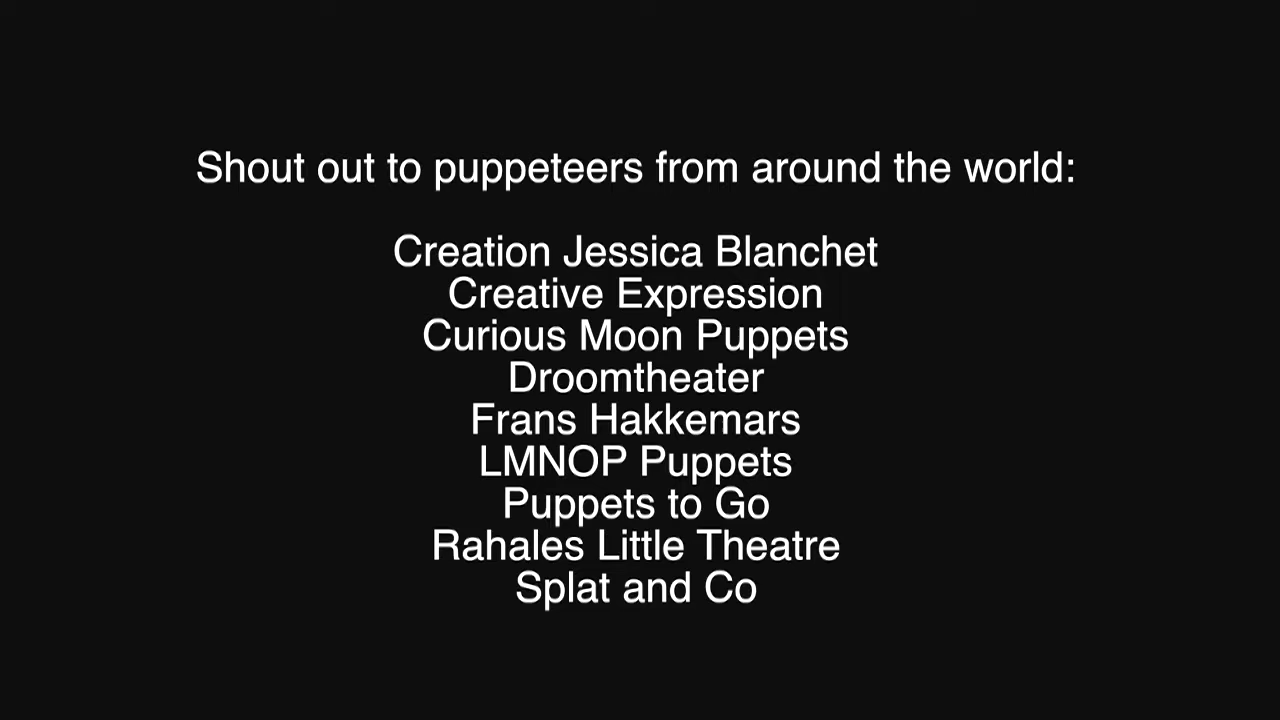 Shout out to puppeteers from around the world:
Creation Jessica Blanchet
Creative Expression
Curious Moon Puppets
Droomtheater
Frans Hakkemars
LMNOP Puppets
Puppets to Go
Rahales Little Theatre
Splat and Co